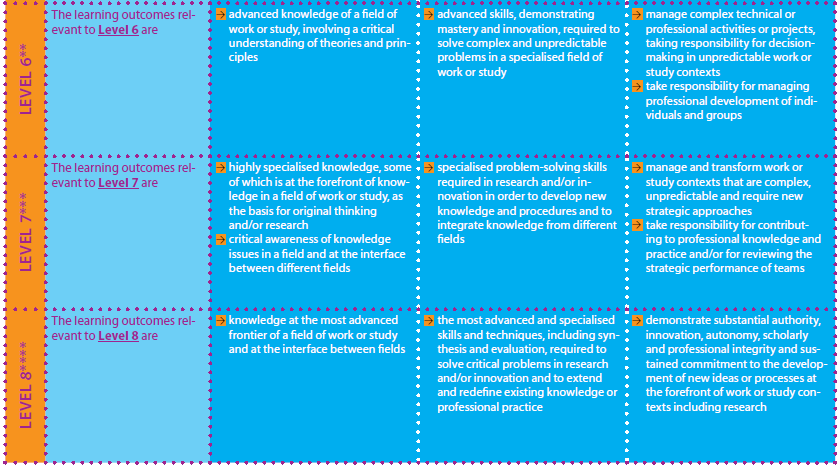 LEVEL 6**
The learning outcomes rel-
evant to Level 6 are
→ advanced knowledge of a field of
work or study, involving a critical
understanding of theories and prin-
ciples
→ advanced skills, demonstrating
mastery and innovation, required to
solve complex and unpredictable
problems in a specialised field of
work or study
→ manage complex technical or
professional activities or projects,
taking responsibility for decision-
making in unpredictable work or
study contexts
→ take responsibility for managing
professional development of indi-
viduals and groups
LEVEL 7***
The learning outcomes rel-
evant to Level 7 are
→ highly specialised knowledge, some
of which is at the forefront of know-
ledge in a field of work or study, as
the basis for original thinking
and/or research
→ critical awareness of knowledge
issues in a field and at the interface
between different fields
→ specialised problem-solving skills
required in research and/or in-
novation in order to develop new
knowledge and procedures and to
integrate knowledge from different
fields
→ manage and transform work or
study contexts that are complex,
unpredictable and require new
strategic approaches
→ take responsibility for contribut-
ing to professional knowledge and
practice and/or for reviewing the
strategic performance of teams
LEVEL 8****
The learning outcomes rel-
evant to Level 8 are
→ knowledge at the most advanced
frontier of a field of work or study
and at the interface between fields
→ the most advanced and specialised
skills and techniques, including syn-
thesis and evaluation, required to
solve critical problems in research
and/or innovation and to extend
and redefine existing knowledge or
professional practice
→ demonstrate substantial authority,
innovation, autonomy, scholarly
and professional integrity and sus-
tained commitment to the develop-
ment of new ideas or processes at
the forefront of work or study con-
texts including research